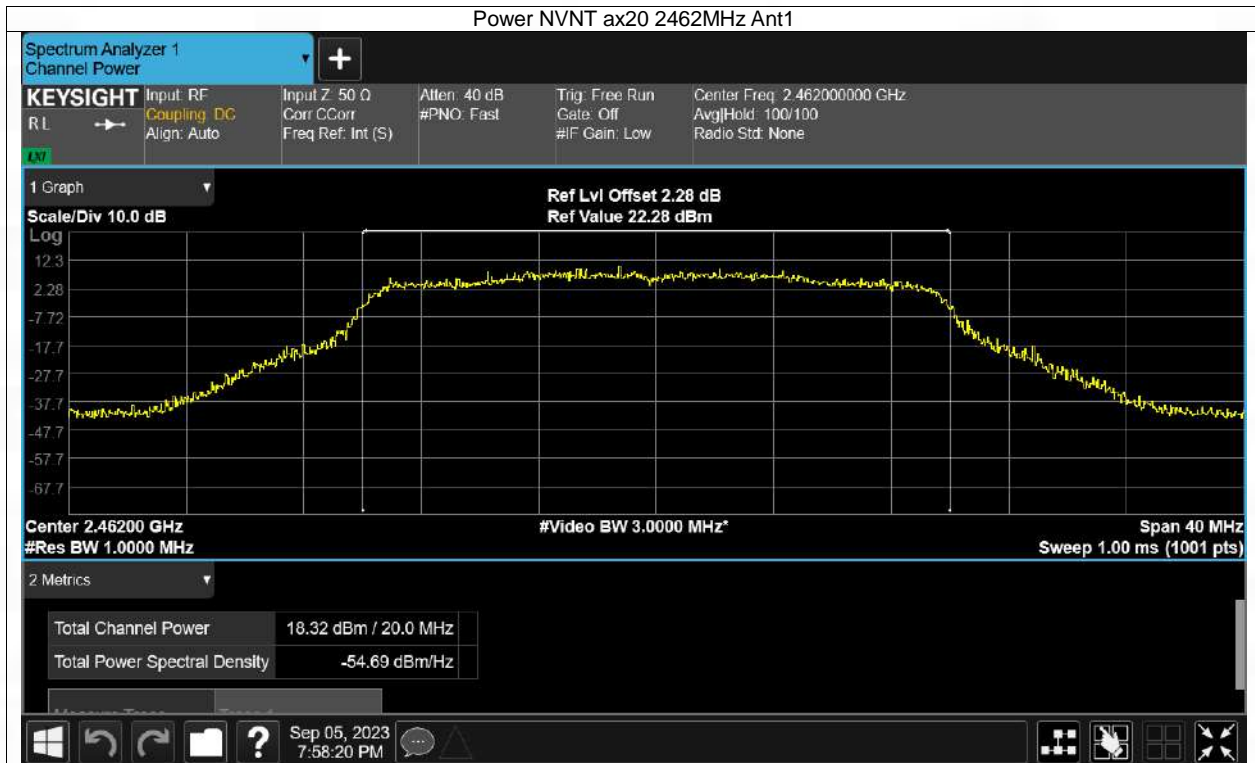 Power NVNT ax20 2462MHz Ant1
Spectrum Analyzer 1
Channel Power
KEYSIGHT
RL
LXI
Input: RF
Coupling: DC
Align: Auto
Input Z: 50 Ω
Corr CCorr
Freq Ref: Int (S)
Atten: 40 dB
#PNO: Fast
Trig: Free Run
Gate: Off
#IF Gain: Low
Center Freq: 2.462000000 GHz
Avg|Hold: 100/100
Radio Std: None
1 Graph
Scale/Div 10.0 dB
Ref Lvl Offset 2.28 dB
Ref Value 22.28 dBm
Log
12.3
2.28
-7.72
-17.7
-27.7
-37.7
-47.7
-57.7
-67.7
Center 2.46200 GHz
#Video BW 3.0000 MHz*
Span 40 MHz
#Res BW 1.0000 MHz
Sweep 1.00 ms (1001 pts)
2 Metrics
Total Channel Power 18.32 dBm / 20.0 MHz
Total Power Spectral Density -54.69 dBm/Hz
Sep 05, 2023
7:58:20 PM